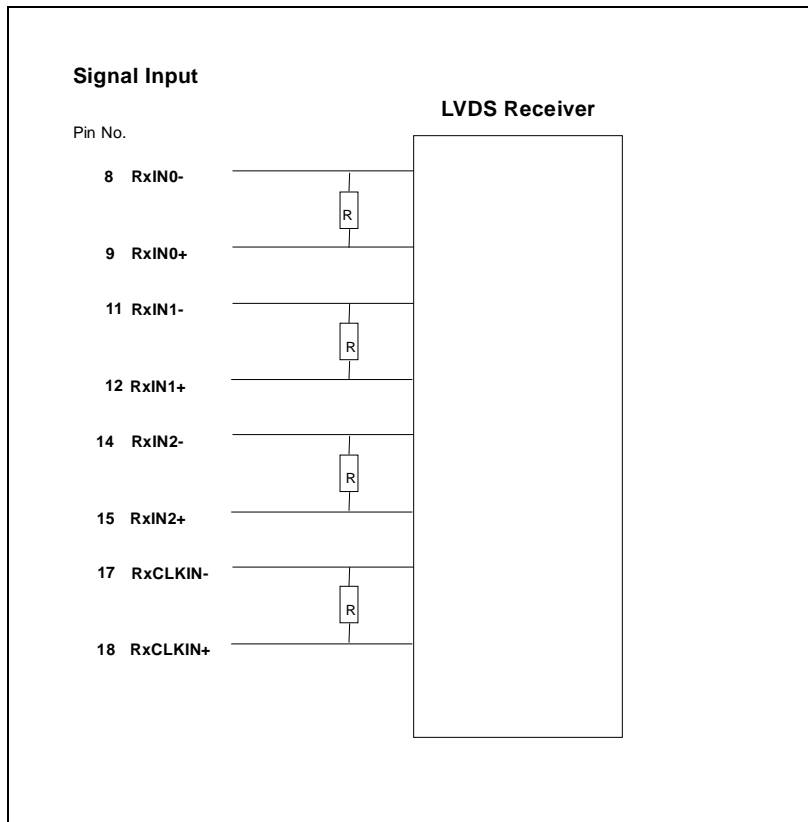 Signal Input
LVDS Receiver
Pin No.
8 RxIN0-
R
9 RxIN0+
11 RxIN1-
R
12 RxIN1+
14 RxIN2-
R
15 RxIN2+
17 RxCLKIN-
R
18 RxCLKIN+